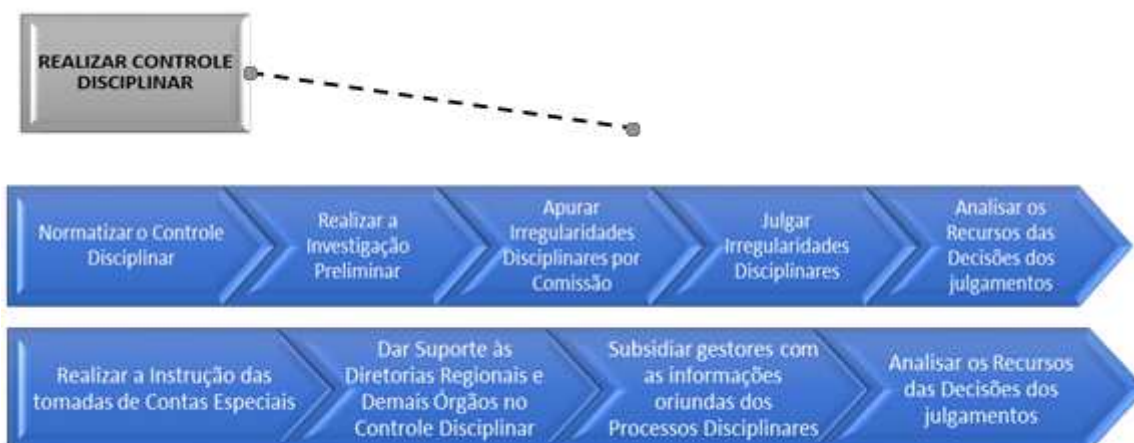 REALIZAR CONTROLE
DISCIPLINAR
Normatizar o Controle
Disciplinar
Realizar a
Investigação
Preliminar
Apurar
Irregularidades
Disciplinares por
Comissão
Julgar
Irregularidades
Disciplinares
Analisar os
Recursos das
Decisões dos
julgamentos
Realizar a Instrução das
tomadas de Contas Especiais
Dar Suporte às
Diretorias Regionais e
Demais Órgãos no
Controle Disciplinar
Subsidiar gestores com
as informações
oriundas dos
Processos Disciplinares
Analisar os Recursos
das Decisões dos
julgamentos